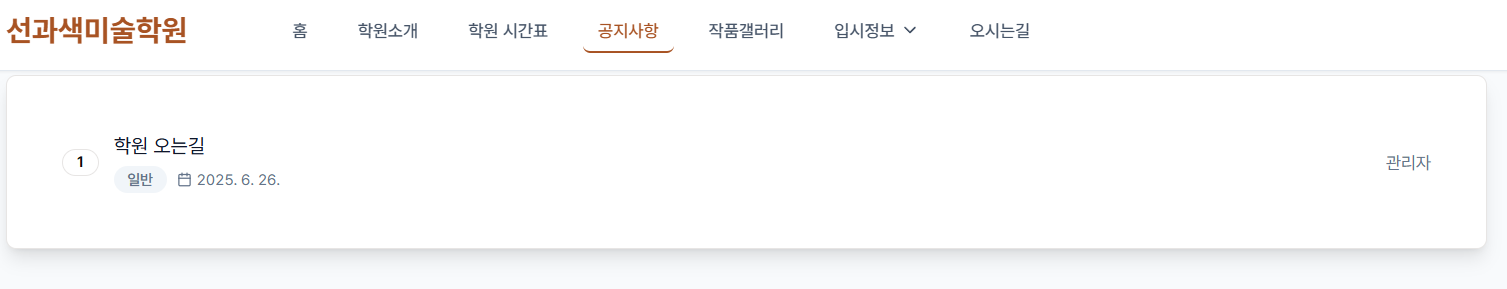 선과색미술학원 홈 학원소개 학원 시간표 공지사항 작품갤러리 입시정보 오시는길
학원 오는길
1 관리자
일반 2025. 6. 26.